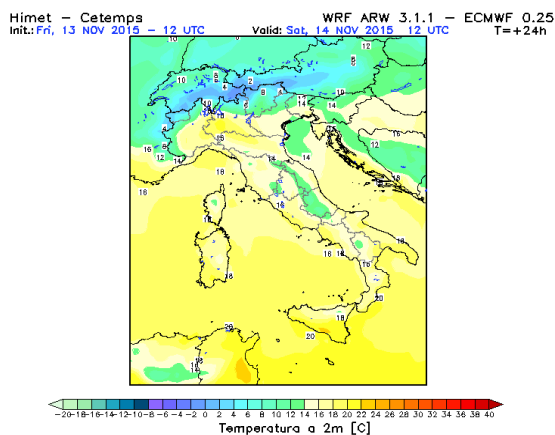 Himet – Cetemps
WRF ARW 3.1.1 – ECMWF 0.25
Init.: Fri, 13 NOV 2015 – 12 UTC
Valid: Sat, 14 NOV 2015 12 UTC
T=+24h
-20-18-16-14-12-10-8 -6 -4 -2 0 2 4 6 8 10 12 14 16 18 20 22 24 26 28 30 32 34 36 38 40
Temperatura a 2m [C]